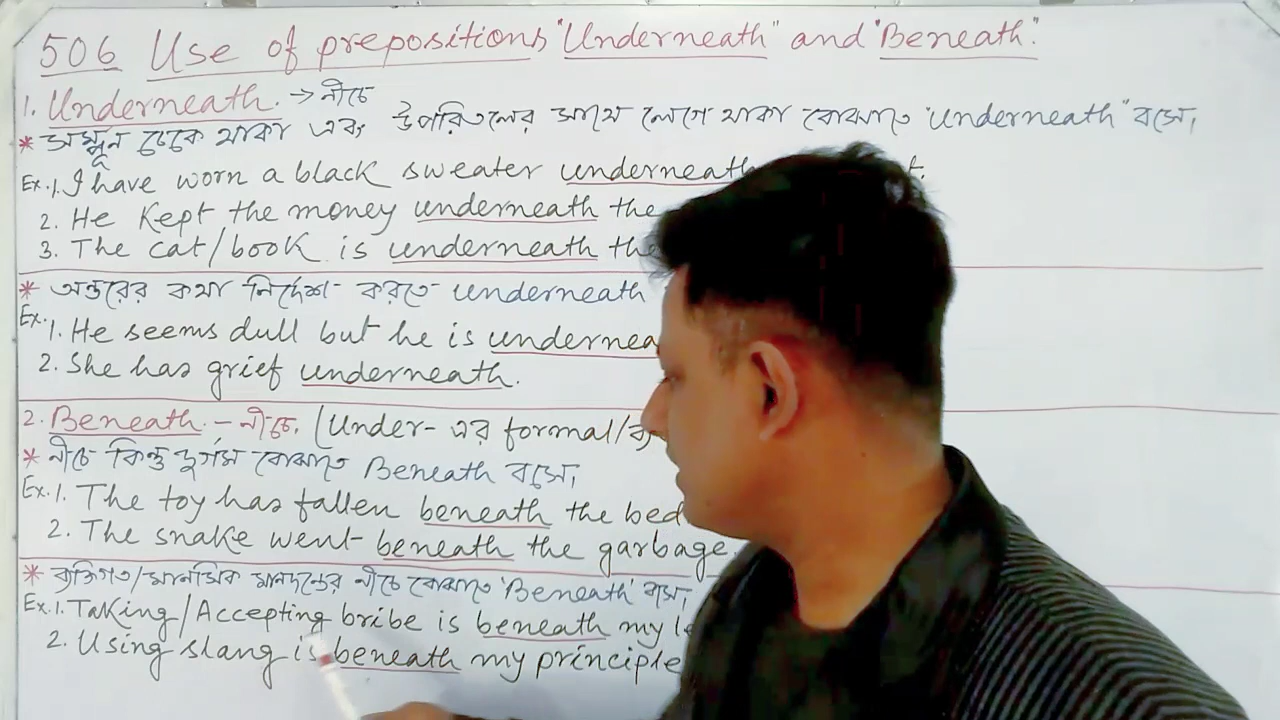 506 Use of prepositions "Underneath" and "Beneath".
1. Underneath. → নীচে
* সম্পূর্ন ঢেকে থাকা এবং উপরিতলের সাথে লেগে থাকা বোঝাতে "underneath" বসে।
Ex. 1. I have worn a black sweater underneath
2. He kept the money underneath the
3. The cat/book is underneath the
* অন্তরের কথা নির্দেশ করতে underneath
Ex. 1. He seems dull but he is
2. She has grief underneath.
2. Beneath. - নীচে। (Under- এর formal/
* নীচে কিন্তু দুর্গম বোঝাতে Beneath বসে।
Ex. 1. The toy has fallen beneath the bed
2. The snake went beneath the garbage.
* ব্যক্তিগত/মানসিক মানদন্ডের নীচে বোঝাতে 'Beneath' বসে।
Ex. 1. Taking/Accepting bribe is beneath my
2. Using slang is beneath my principle